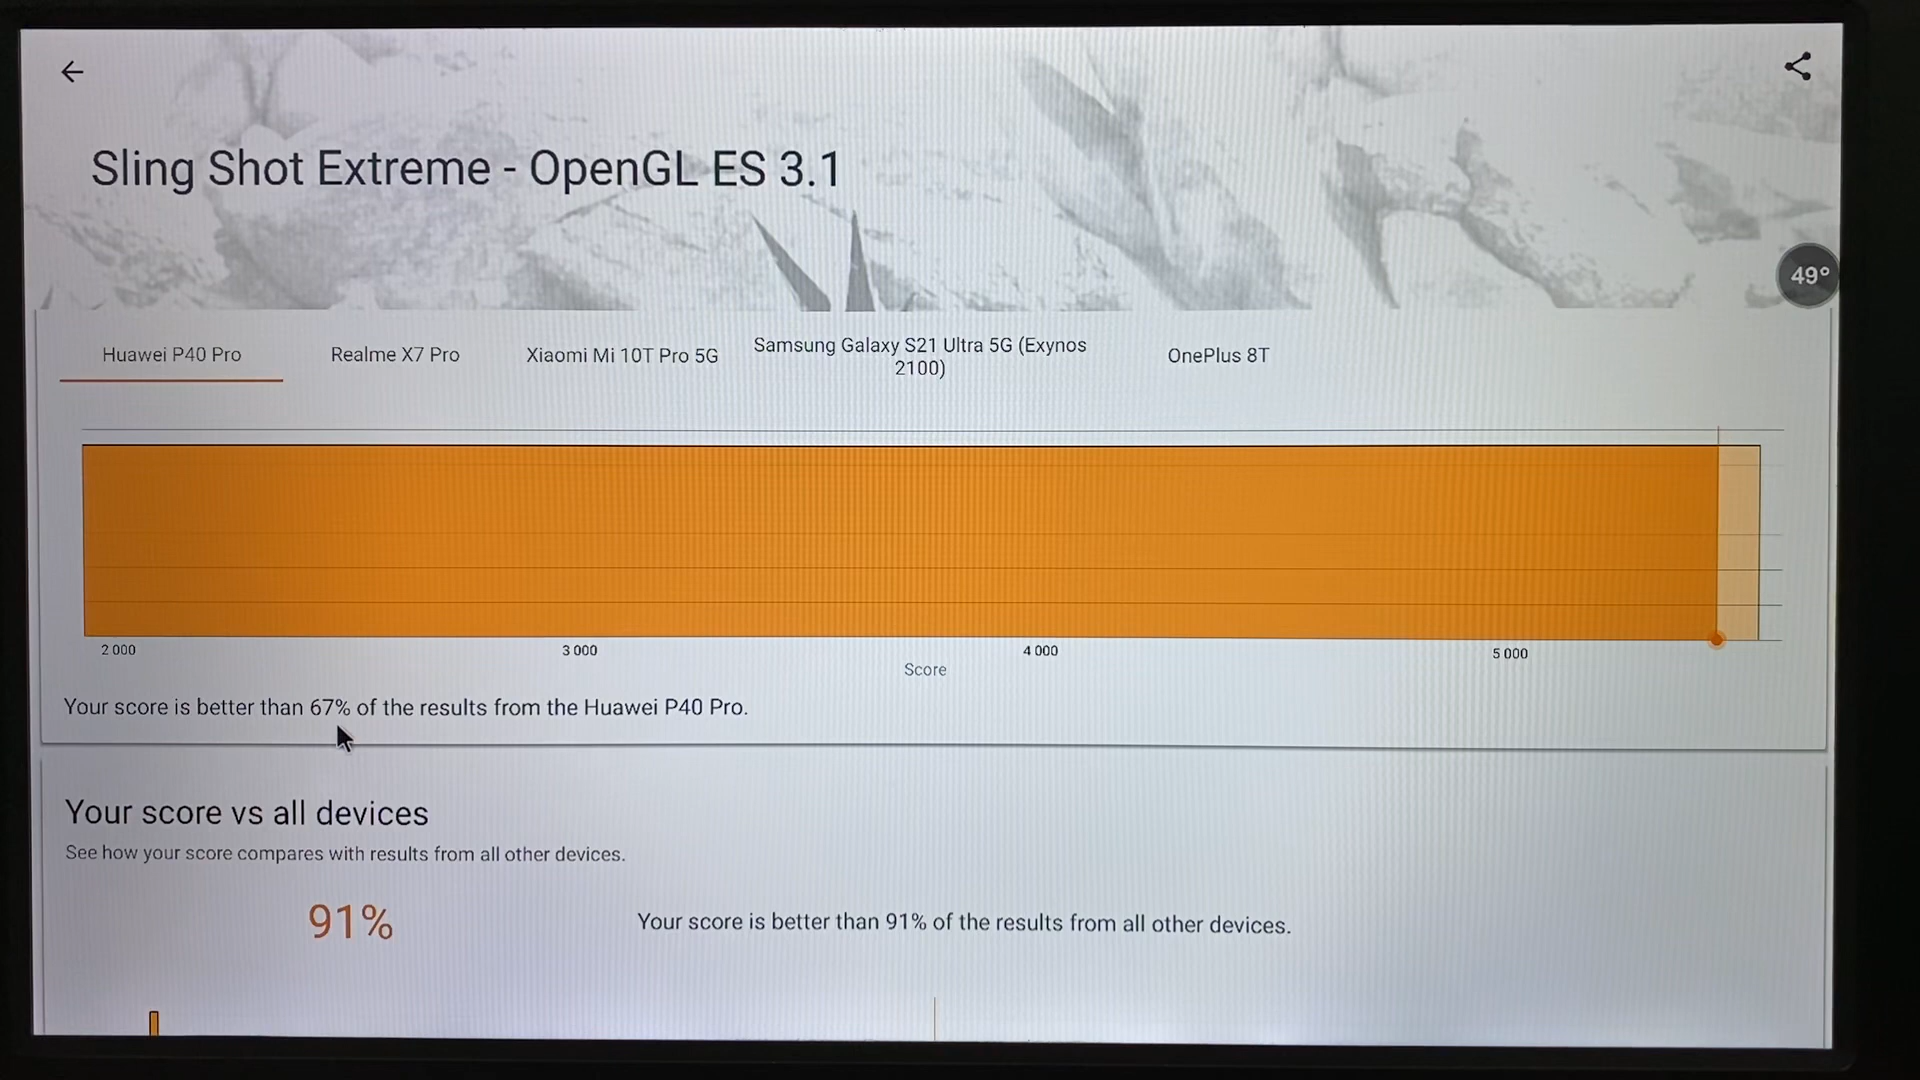 Sling Shot Extreme - OpenGL ES 3.1
49°
Huawei P40 Pro
Realme X7 Pro
Xiaomi Mi 10T Pro 5G
Samsung Galaxy S21 Ultra 5G (Exynos
2100)
OnePlus 8T
2 000
3 000
4 000
5 000
Score
Your score is better than 67% of the results from the Huawei P40 Pro.
Your score vs all devices
See how your score compares with results from all other devices.
91%
Your score is better than 91% of the results from all other devices.